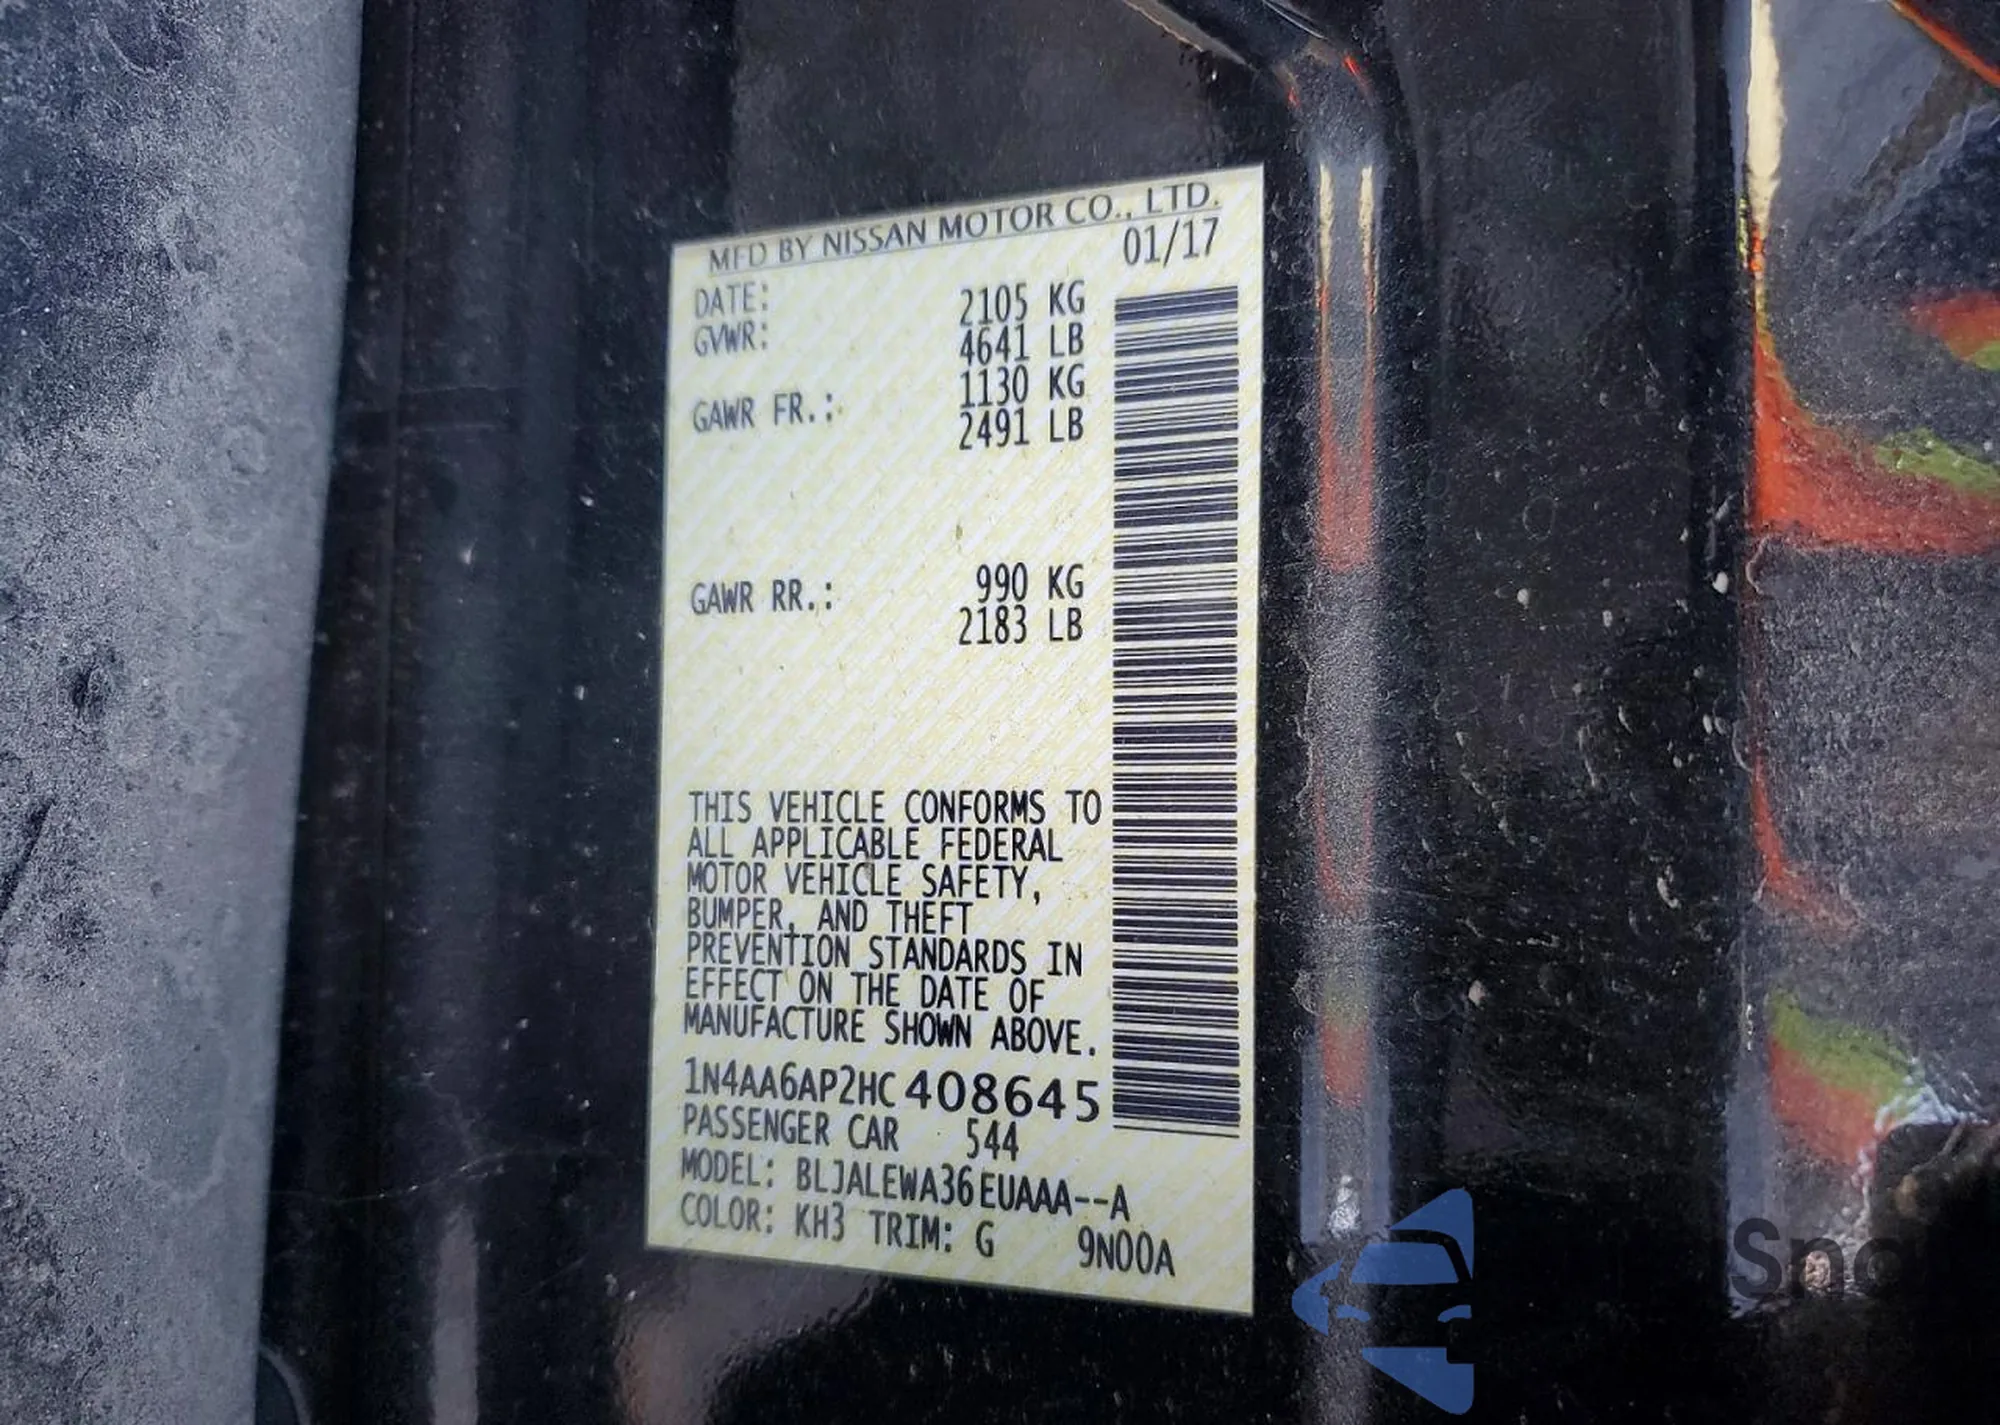 MFD BY NISSAN MOTOR CO., LTD.
DATE: 01/17
GVWR: 2105 KG
4641 LB
GAWR FR.: 1130 KG
2491 LB
GAWR RR.: 990 KG
2183 LB
THIS VEHICLE CONFORMS TO
ALL APPLICABLE FEDERAL
MOTOR VEHICLE SAFETY,
BUMPER, AND THEFT
PREVENTION STANDARDS IN
EFFECT ON THE DATE OF
MANUFACTURE SHOWN ABOVE.
1N4AA6AP2HC408645
PASSENGER CAR 544
MODEL: BLJALEWA36EUAAA--A
COLOR: KH3 TRIM: G 9N00A